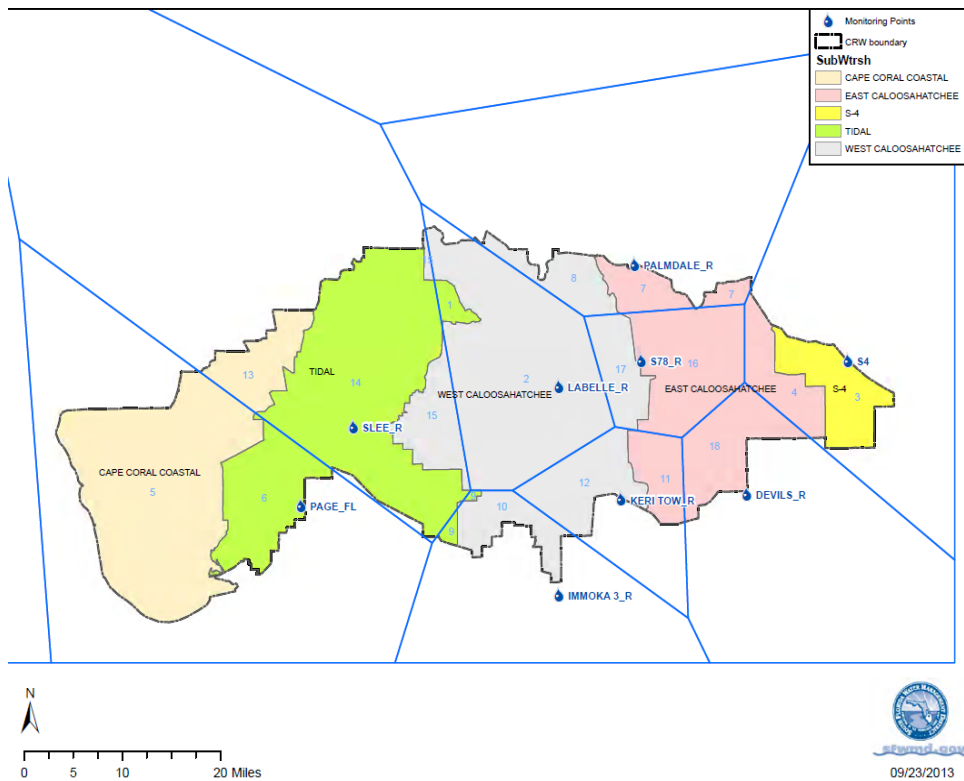 Monitoring Points
CRW boundary
SubWtrsh
CAPE CORAL COASTAL
EAST CALOOSAHATCHEE
S-4
TIDAL
WEST CALOOSAHATCHEE
PALMDALE_R
8
7
7
1
S78_R
S4
13
TIDAL
14
2
17
16
LABELLE_R
WEST CALOOSAHATCHEE
EAST CALOOSAHATCHEE
S-4
4
3
15
SLEE_R
18
CAPE CORAL COASTAL
5
6
11
12
DEVILS_R
KERI TOW_R
PAGE_FL
10
9
IMMOKA 3_R
N
0 5 10 20 Miles
sfwmd.gov
09/23/2013